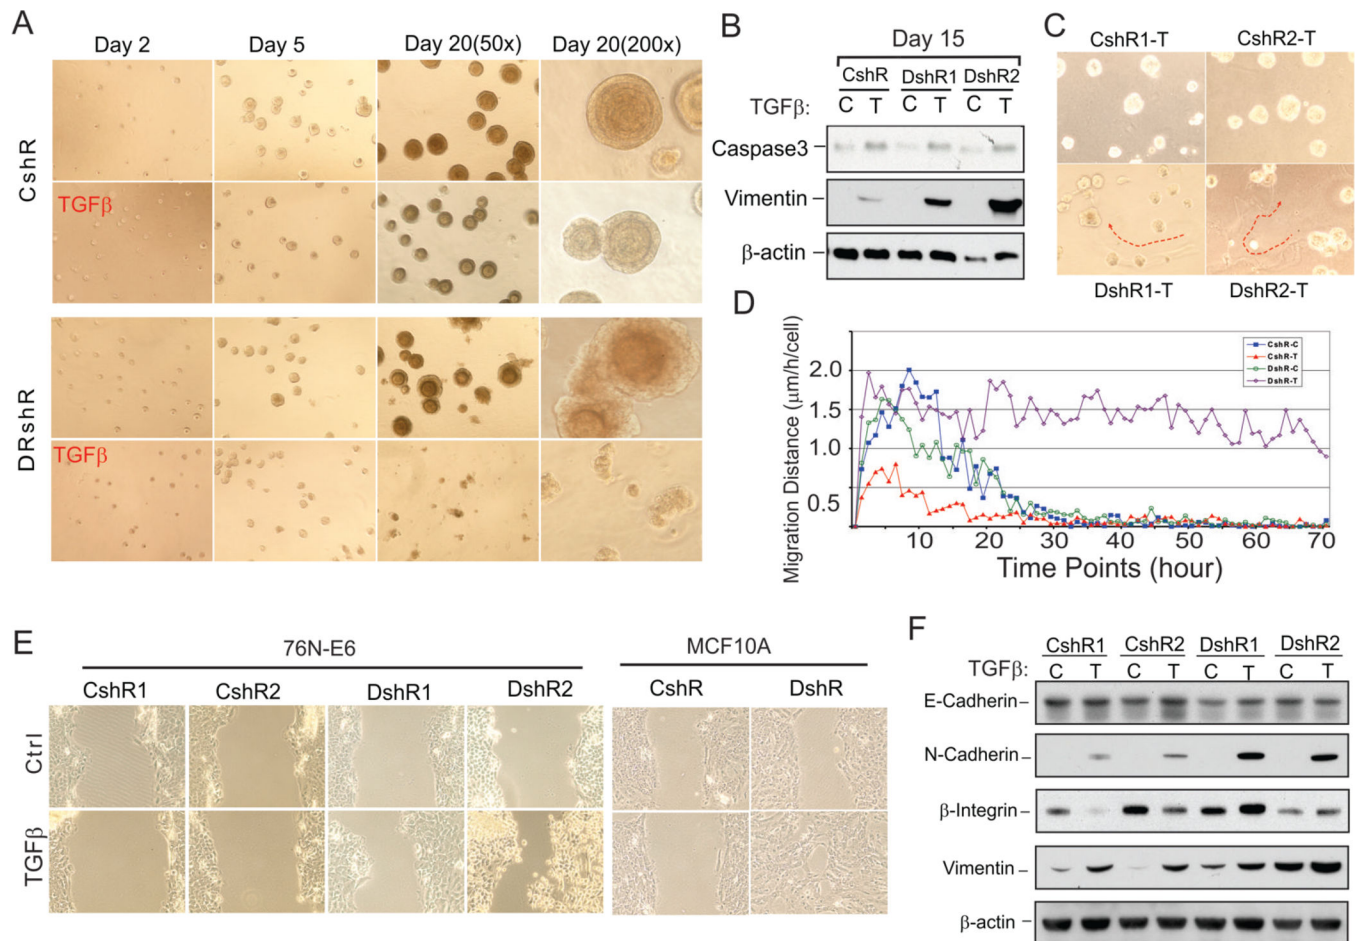 A
Day 2 Day 5 Day 20(50x) Day 20(200x)
CshR
TGFβ
DRshR
TGFβ
B
Day 15
CshR DshR1 DshR2
TGFβ: C T C T C T
Caspase3
Vimentin
β-actin
C
CshR1-T CshR2-T
DshR1-T DshR2-T
D
Migration Distance (μm/h/cell)
2.0
1.5
1.0
0.5
CshR-C
CshR-T
DshR-C
DshR-T
10 20 30 40 50 60 70
Time Points (hour)
E
76N-E6 MCF10A
CshR1 CshR2 DshR1 DshR2 CshR DshR
Ctrl
TGFβ
F
CshR1 CshR2 DshR1 DshR2
TGFβ: C T C T C T C T
E-Cadherin
N-Cadherin
β-Integrin
Vimentin
β-actin